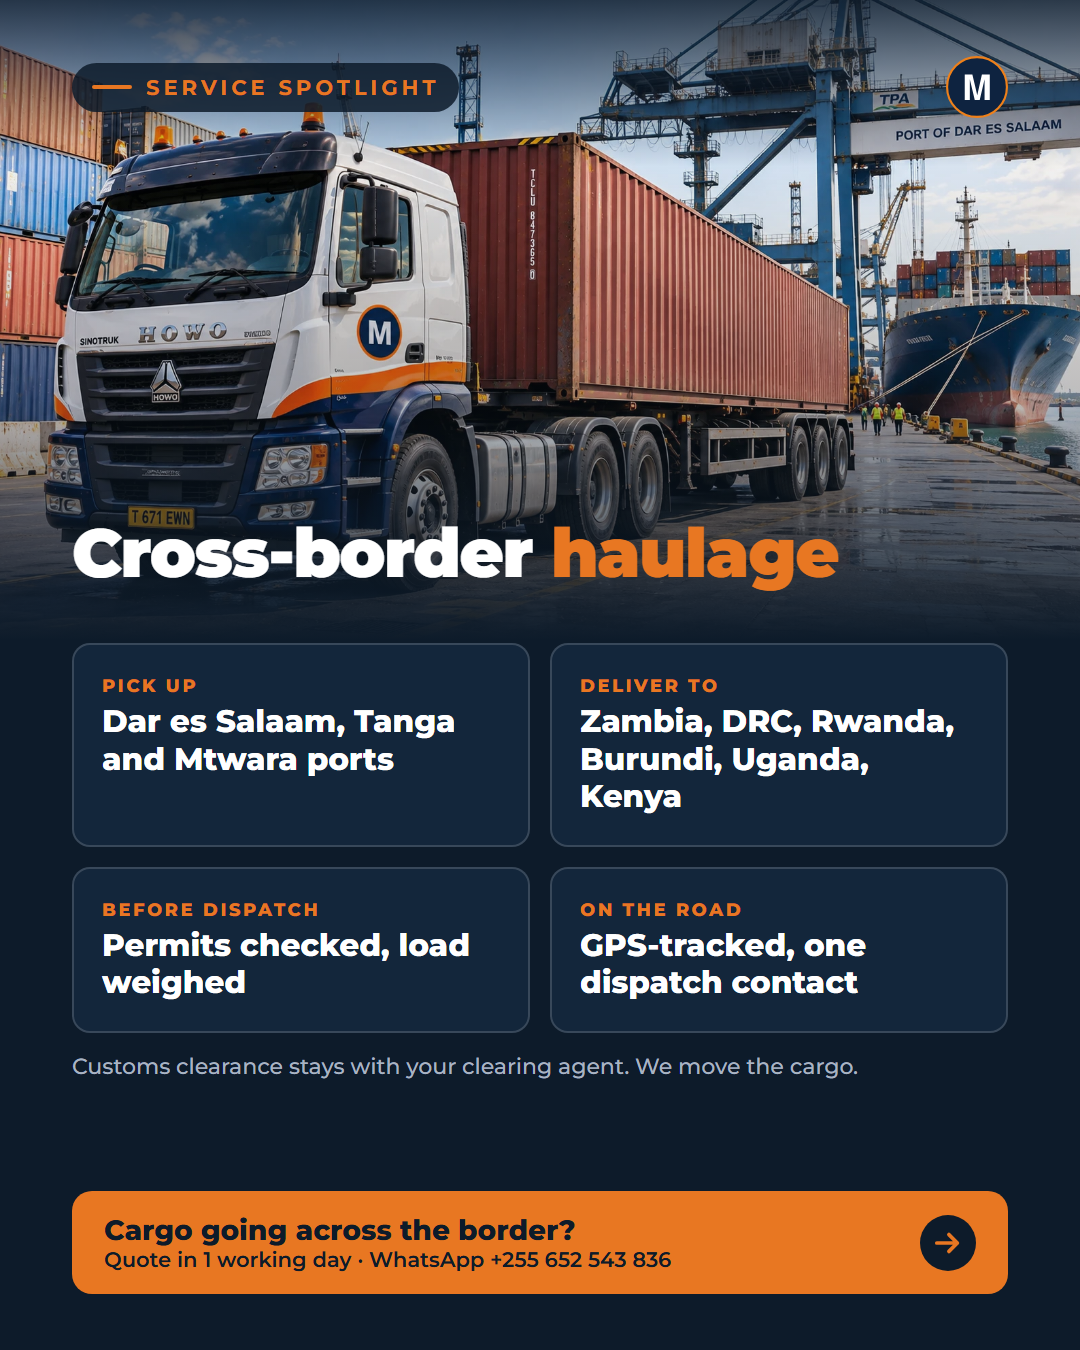 SERVICE SPOTLIGHT
M
TPA
PORT OF DAR ES SALAAM
TCLU 847365 0
SINOTRUK HOWO
M
HOWO
T 671 EWN
Cross-border haulage
PICK UP
Dar es Salaam, Tanga
and Mtwara ports
DELIVER TO
Zambia, DRC, Rwanda,
Burundi, Uganda,
Kenya
BEFORE DISPATCH
Permits checked, load
weighed
ON THE ROAD
GPS-tracked, one
dispatch contact
Customs clearance stays with your clearing agent. We move the cargo.
Cargo going across the border?
Quote in 1 working day · WhatsApp +255 652 543 836